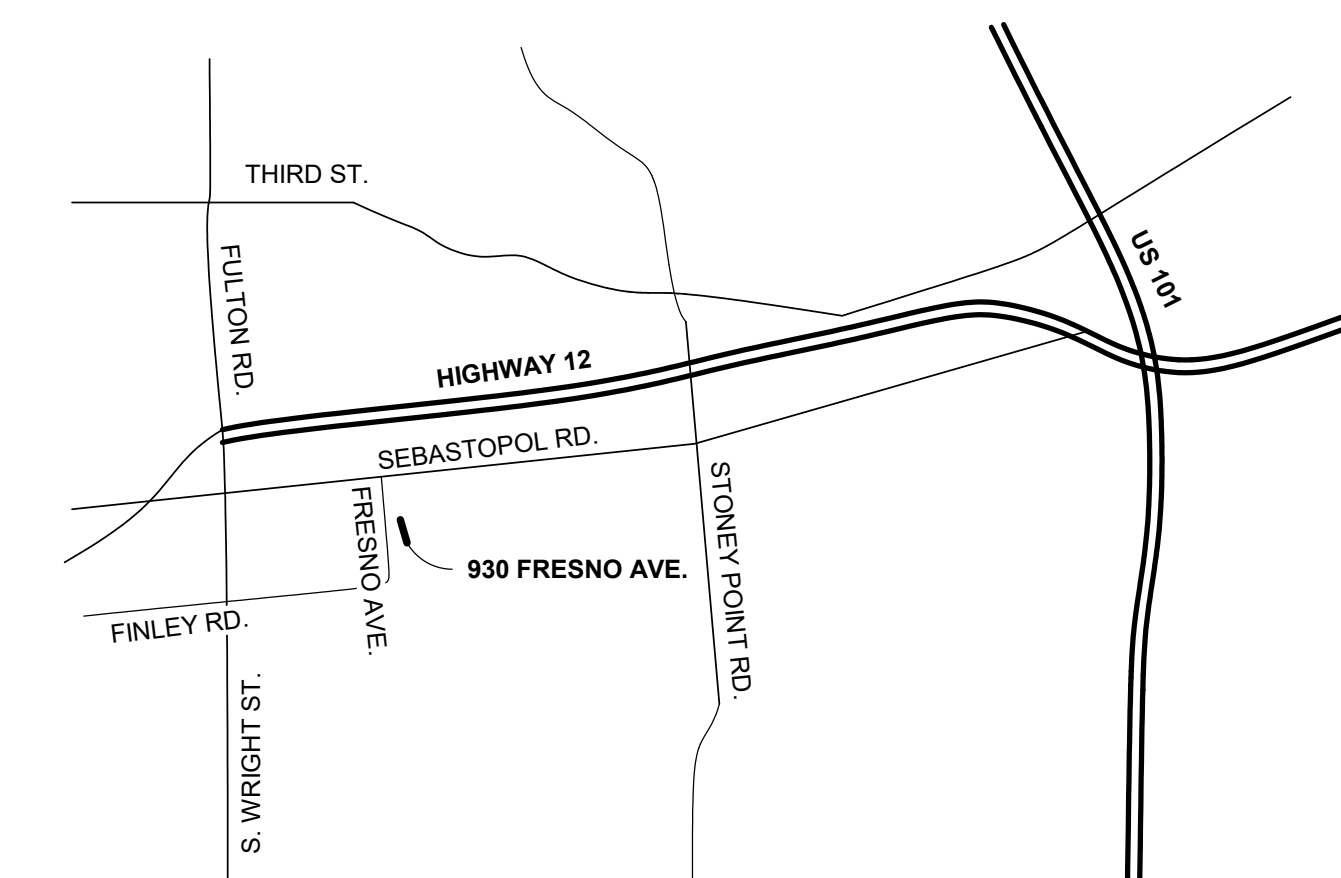 THIRD ST.
FULTON RD.
US 101
HIGHWAY 12
SEBASTOPOL RD.
FRESNO AVE.
930 FRESNO AVE.
STONEY POINT RD.
FINLEY RD.
S. WRIGHT ST.